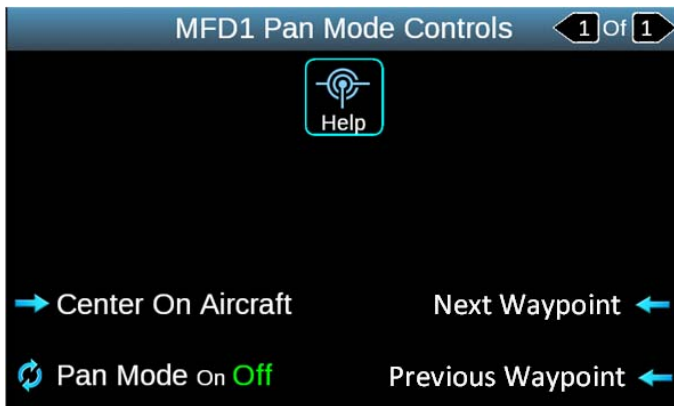 MFD1 Pan Mode Controls 1 Of 1
Help
Center On Aircraft Next Waypoint
Pan Mode On Off Previous Waypoint